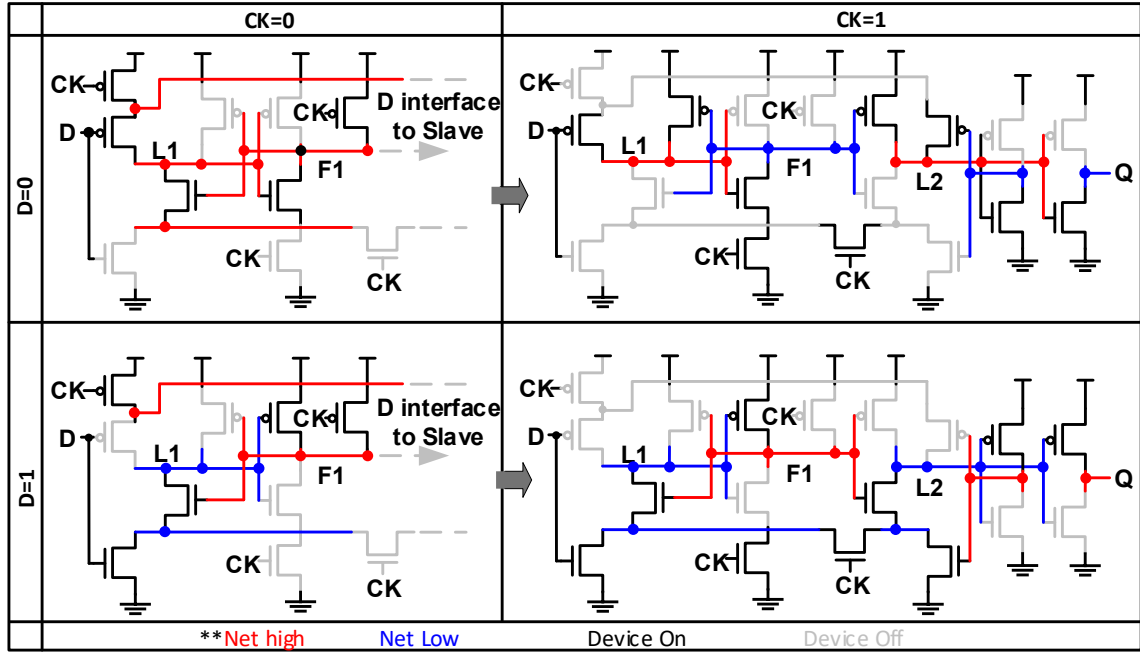 CK=0
CK=1
D=0
CK
D
L1
CK
F1
D interface
to Slave
CK
CK
CK
D
L1
F1
CK
L2
Q
CK
CK
D=1
CK
D
L1
CK
F1
D interface
to Slave
CK
CK
CK
D
L1
F1
CK
L2
Q
CK
CK
**Net high Net Low Device On Device Off